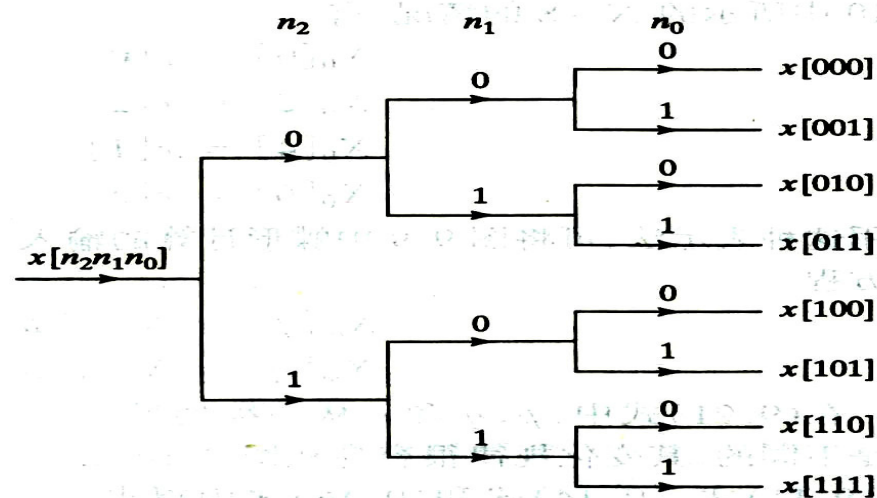 n₂ n₁ n₀
0 x[000]
0
1 x[001]
0
0 x[010]
1
1 x[011]
x[n₂n₁n₀]
0 x[100]
0
1 x[101]
1
0 x[110]
1
1 x[111]